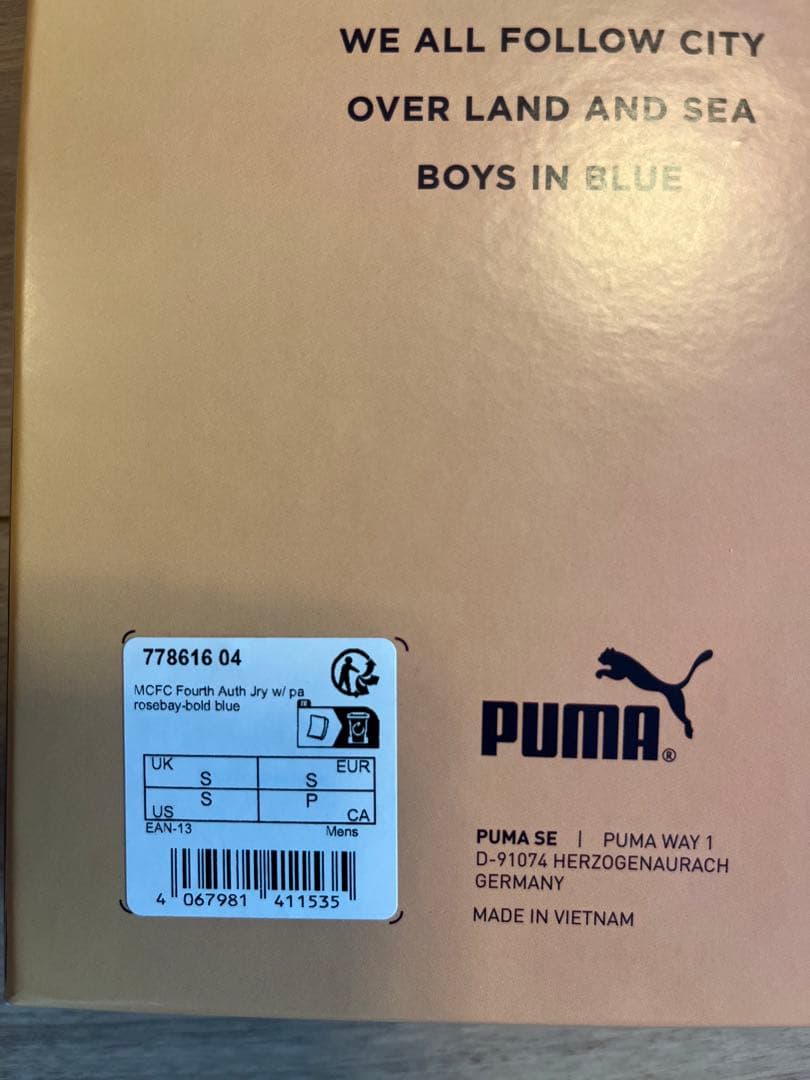 WE ALL FOLLOW CITY
OVER LAND AND SEA
BOYS IN BLUE
778616 04
MCFC Fourth Auth Jry w/ pa
rosebay-bold blue
FR
UK S S EUR
US S P CA
EAN-13 Mens
4 067981 411535
PUMA®
PUMA SE | PUMA WAY 1
D-91074 HERZOGENAURACH
GERMANY
MADE IN VIETNAM